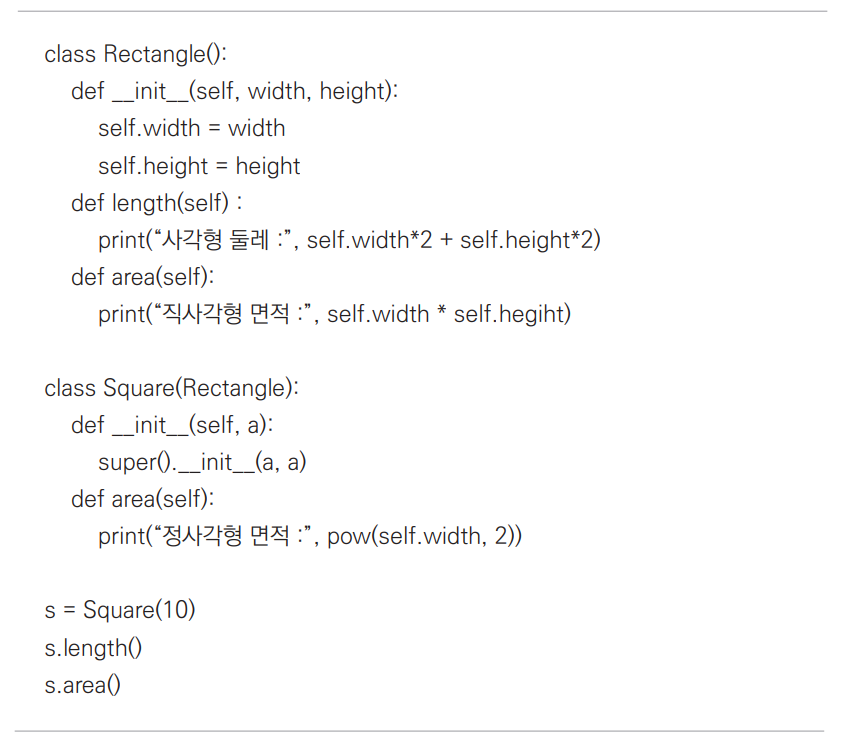 class Rectangle():
def __init__(self, width, height):
self.width = width
self.height = height
def length(self) :
print(“사각형 둘레 :”, self.width*2 + self.height*2)
def area(self):
print(“직사각형 면적 :”, self.width * self.hegiht)
class Square(Rectangle):
def __init__(self, a):
super().__init__(a, a)
def area(self):
print(“정사각형 면적 :”, pow(self.width, 2))
s = Square(10)
s.length()
s.area()